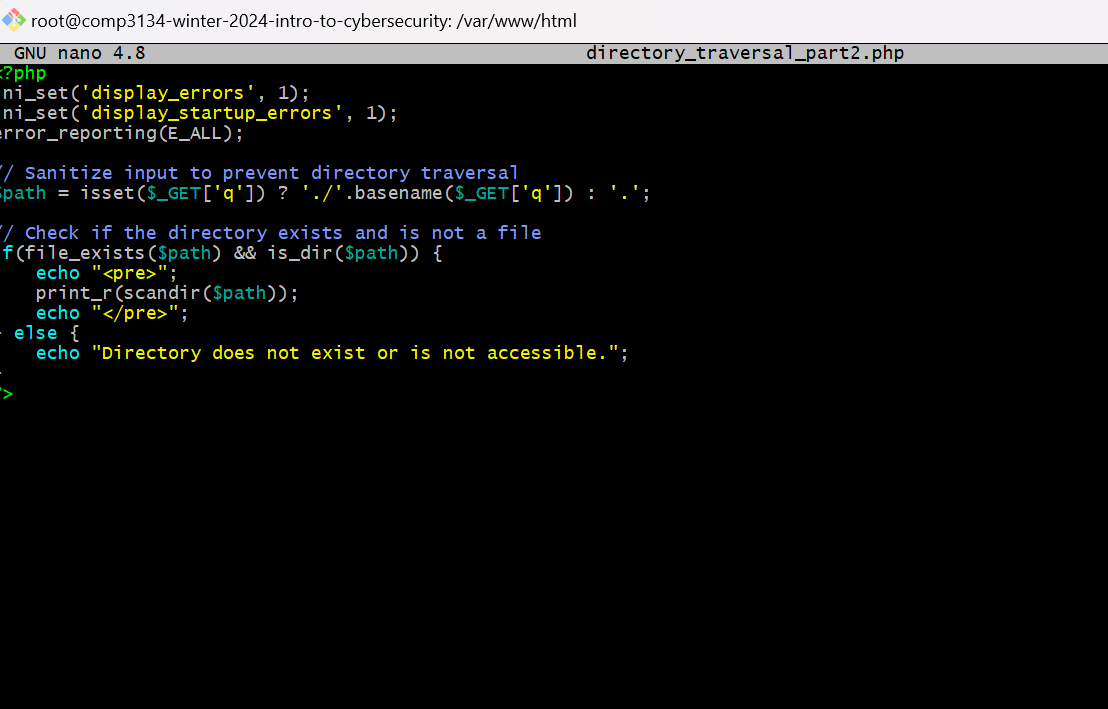 root@comp3134-winter-2024-intro-to-cybersecurity: /var/www/html
GNU nano 4.8 directory_traversal_part2.php
<?php
ni_set('display_errors', 1);
ni_set('display_startup_errors', 1);
error_reporting(E_ALL);
// Sanitize input to prevent directory traversal
$path = isset($_GET['q']) ? './'.basename($_GET['q']) : '.';
// Check if the directory exists and is not a file
f(file_exists($path) && is_dir($path)) {
echo "<pre>";
print_r(scandir($path));
echo "</pre>";
else {
echo "Directory does not exist or is not accessible.";
?>